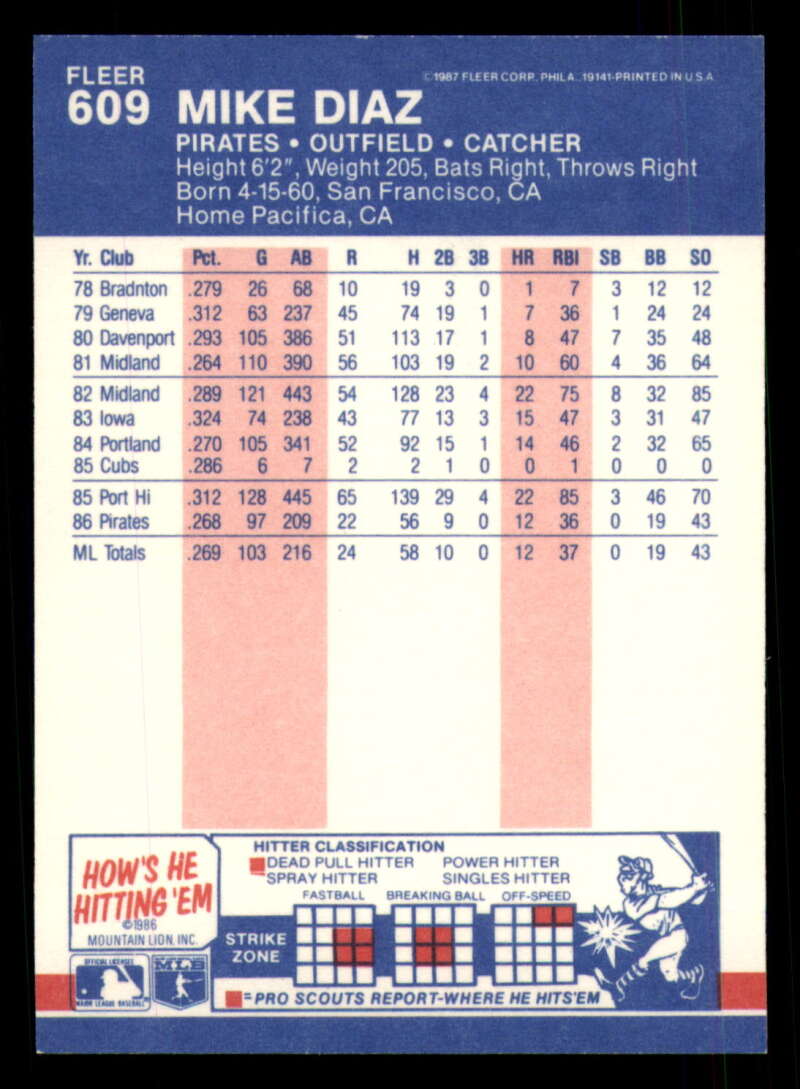 FLEER
©1987 FLEER CORP. PHILA., 19141-PRINTED IN U.S.A.
609 MIKE DIAZ
PIRATES • OUTFIELD • CATCHER
Height 6'2", Weight 205, Bats Right, Throws Right
Born 4-15-60, San Francisco, CA
Home Pacifica, CA
Yr. Club Pct. G AB R H 2B 3B HR RBI SB BB SO
78 Bradnton .279 26 68 10 19 3 0 1 7 3 12 12
79 Geneva .312 63 237 45 74 19 1 7 36 1 24 24
80 Davenport .293 105 386 51 113 17 1 8 47 7 35 48
81 Midland .264 110 390 56 103 19 2 10 60 4 36 64
82 Midland .289 121 443 54 128 23 4 22 75 8 32 85
83 Iowa .324 74 238 43 77 13 3 15 47 3 31 47
84 Portland .270 105 341 52 92 15 1 14 46 2 32 65
85 Cubs .286 6 7 2 2 1 0 0 1 0 0 0
85 Port Hi .312 128 445 65 139 29 4 22 85 3 46 70
86 Pirates .268 97 209 22 56 9 0 12 36 0 19 43
ML Totals .269 103 216 24 58 10 0 12 37 0 19 43
HOW'S HE
HITTING 'EM
©1986
MOUNTAIN LION, INC.
OFFICIAL LICENSEE
MAJOR LEAGUE BASEBALL
MLB
HITTER CLASSIFICATION
DEAD PULL HITTER POWER HITTER
SPRAY HITTER SINGLES HITTER
FASTBALL BREAKING BALL OFF-SPEED
STRIKE
ZONE
=PRO SCOUTS REPORT-WHERE HE HITS'EM